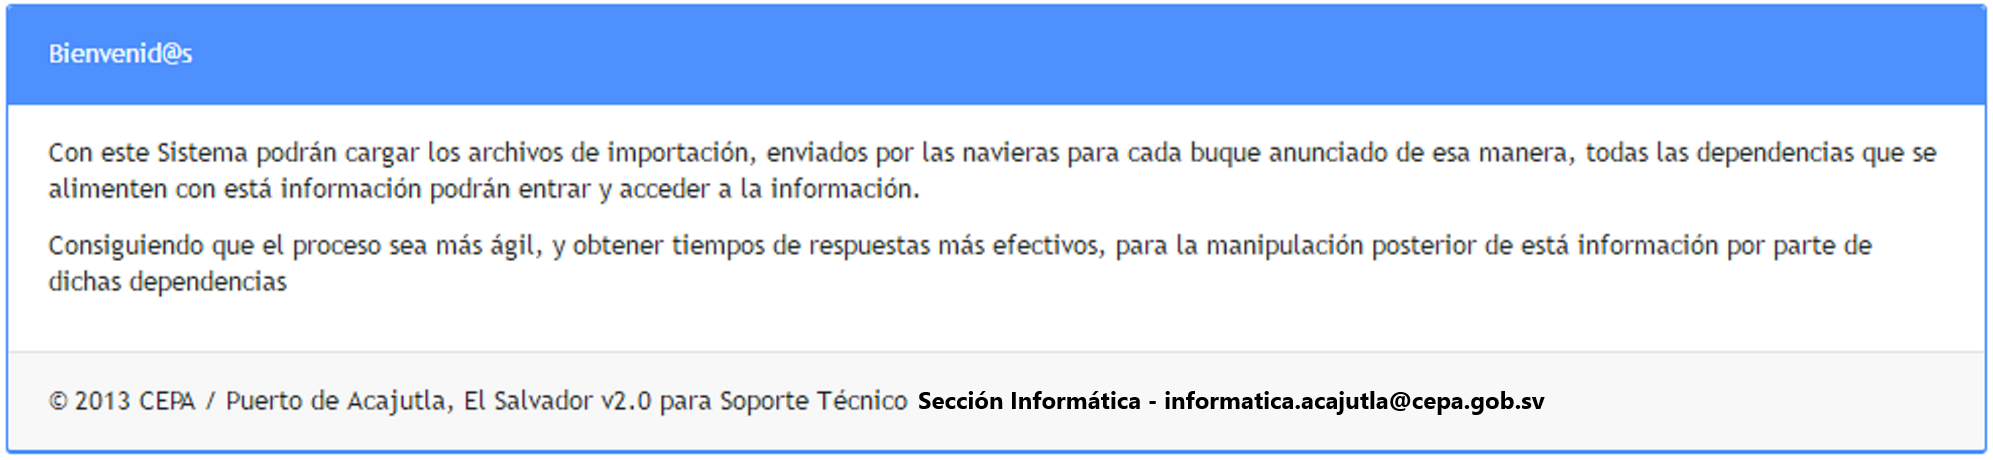 Bienvenid@s
Con este Sistema podrán cargar los archivos de importación, enviados por las navieras para cada buque anunciado de esa manera, todas las dependencias que se
alimenten con está información podrán entrar y acceder a la información.
Consiguiendo que el proceso sea más ágil, y obtener tiempos de respuestas más efectivos, para la manipulación posterior de está información por parte de
dichas dependencias
© 2013 CEPA / Puerto de Acajutla, El Salvador v2.0 para Soporte Técnico Sección Informática - informatica.acajutla@cepa.gob.sv